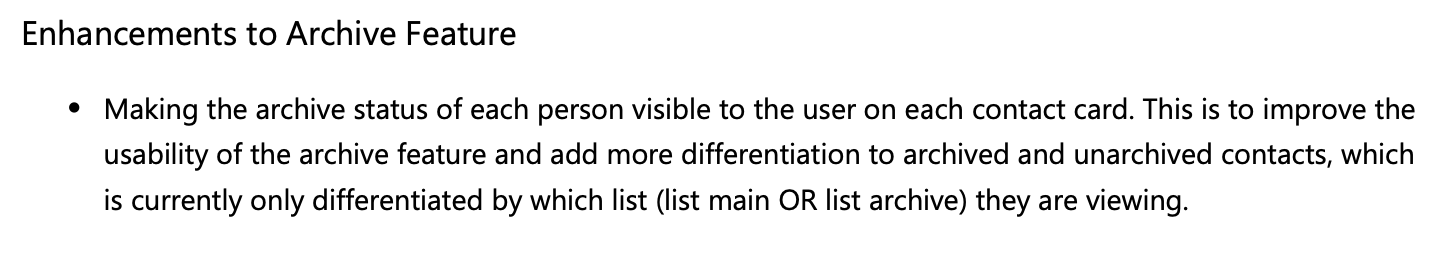 Enhancements to Archive Feature
• Making the archive status of each person visible to the user on each contact card. This is to improve the
usability of the archive feature and add more differentiation to archived and unarchived contacts, which
is currently only differentiated by which list (list main OR list archive) they are viewing.